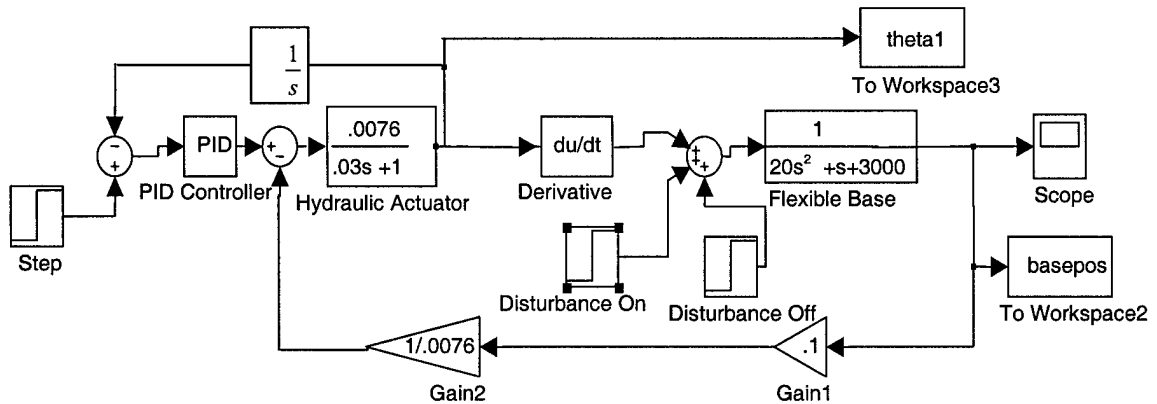 theta1
To Workspace3
1
s
−
+
PID
PID Controller
+
−
.0076
.03s +1
Hydraulic Actuator
du/dt
Derivative
+
+
+
1
20s² +s+3000
Flexible Base
Scope
Step
Disturbance On
Disturbance Off
basepos
To Workspace2
1/.0076
Gain2
.1
Gain1